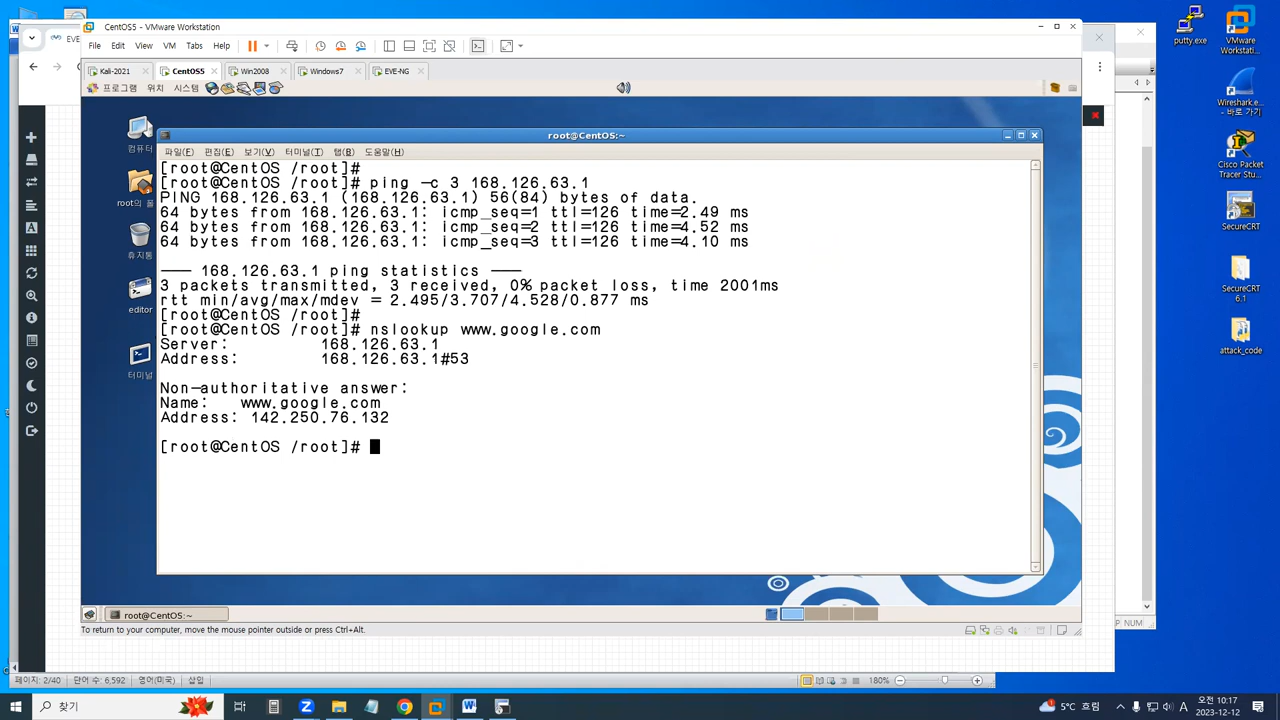 CentOS5 - VMware Workstation
File Edit View VM Tabs Help
Kali-2021 CentOS5 Win2008 Windows7 EVE-NG
프로그램 위치 시스템
root@CentOS:~
파일(F) 편집(E) 보기(V) 터미널(T) 탭(B) 도움말(H)
[root@CentOS /root]#
[root@CentOS /root]# ping -c 3 168.126.63.1
PING 168.126.63.1 (168.126.63.1) 56(84) bytes of data.
64 bytes from 168.126.63.1: icmp_seq=1 ttl=126 time=2.49 ms
64 bytes from 168.126.63.1: icmp_seq=2 ttl=126 time=4.52 ms
64 bytes from 168.126.63.1: icmp_seq=3 ttl=126 time=4.10 ms
--- 168.126.63.1 ping statistics ---
3 packets transmitted, 3 received, 0% packet loss, time 2001ms
rtt min/avg/max/mdev = 2.495/3.707/4.528/0.877 ms
[root@CentOS /root]#
[root@CentOS /root]# nslookup www.google.com
Server: 168.126.63.1
Address: 168.126.63.1#53
Non-authoritative answer:
Name: www.google.com
Address: 142.250.76.132
[root@CentOS /root]#
컴퓨터
root의 폴
휴지통
editor
터미널
root@CentOS:~
To return to your computer, move the mouse pointer outside or press Ctrl+Alt.
EVE
putty.exe
VMware
Workstati...
Wireshark.e...
- 바로 가기
Cisco Packet
Tracer Stu...
SecureCRT
SecureCRT
6.1
attack_code
P NUM
페이지: 2/40 단어 수: 6,592 영어(미국) 삽입 180%
찾기
5°C 흐림
A
오전 10:17
2023-12-12